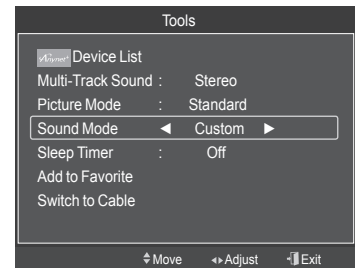 Tools
Anynet+ Device List
Multi-Track Sound : Stereo
Picture Mode : Standard
Sound Mode ◄ Custom ►
Sleep Timer : Off
Add to Favorite
Switch to Cable
Move Adjust Exit